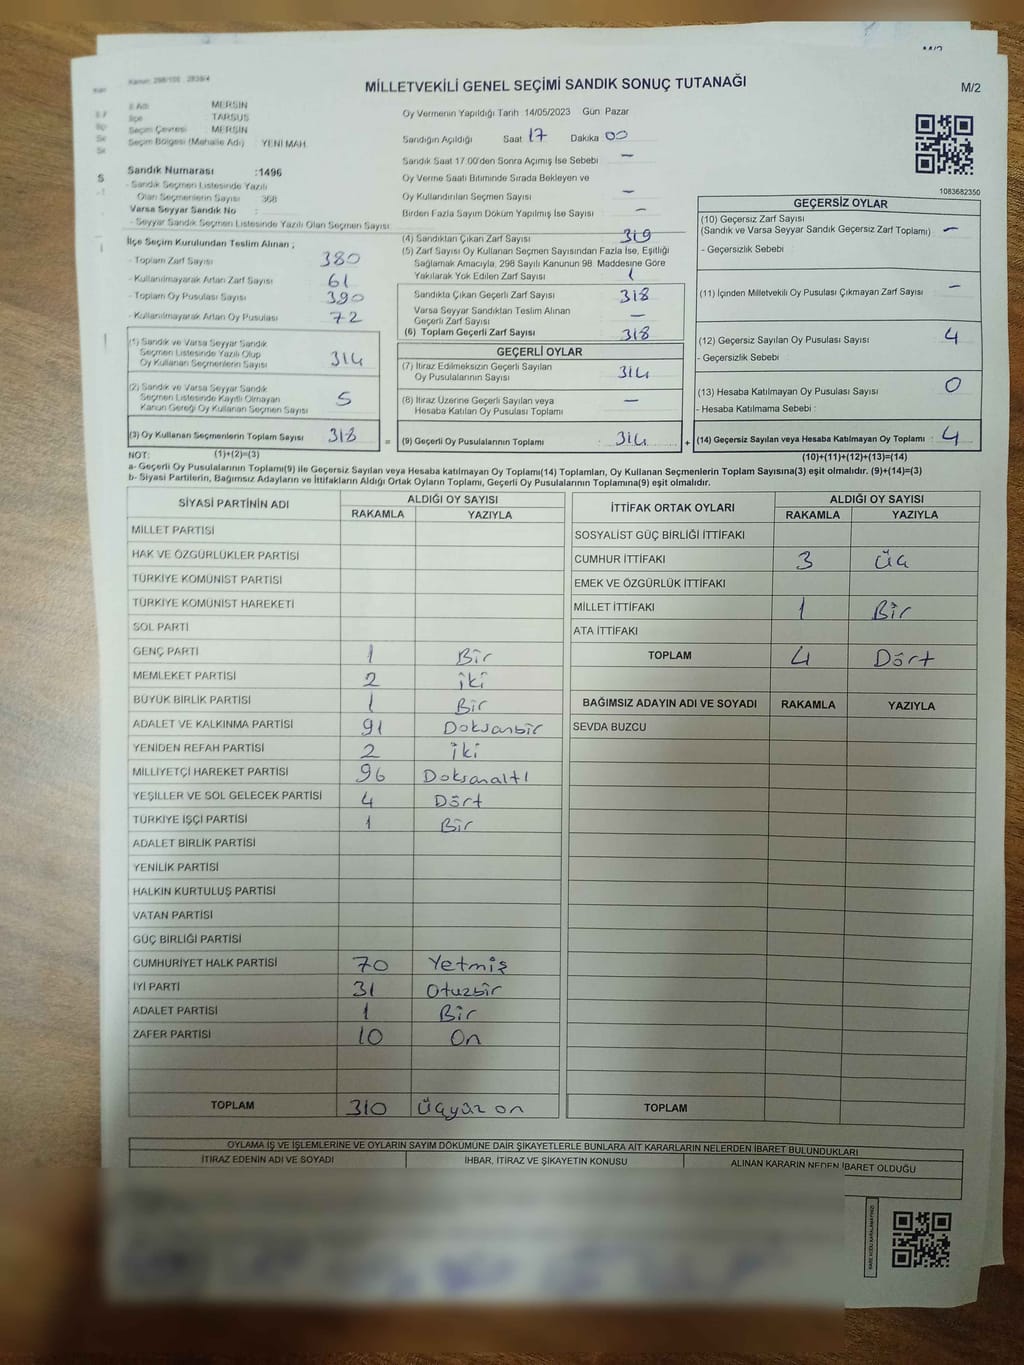 Kanun: 298/105 ; 2839/4
M/2
MİLLETVEKİLİ GENEL SEÇİMİ SANDIK SONUÇ TUTANAĞI
M/2
İl Adı MERSİN
İlçe TARSUS
Seçim Çevresi MERSİN
Seçim Bölgesi (Mahalle Adı) YENİ MAH.
Sandık Numarası :1496
- Sandık Seçmen Listesinde Yazılı
Olan Seçmenlerin Sayısı 368
Varsa Seyyar Sandık No :
- Seyyar Sandık Seçmen Listesinde Yazılı Olan Seçmen Sayısı
İlçe Seçim Kurulundan Teslim Alınan ;
- Toplam Zarf Sayısı 380
- Kullanılmayarak Artan Zarf Sayısı 61
- Toplam Oy Pusulası Sayısı 390
- Kullanılmayarak Artan Oy Pusulası 72
(1) Sandık ve Varsa Seyyar Sandık
Seçmen Listesinde Yazılı Olup
Oy Kullanan Seçmenlerin Sayısı 314
(2) Sandık ve Varsa Seyyar Sandık
Seçmen Listesinde Kayıtlı Olmayan
Kanun Gereği Oy Kullanan Seçmen Sayısı 5
(3) Oy Kullanan Seçmenlerin Toplam Sayısı 318
Oy Vermenin Yapıldığı Tarih 14/05/2023 Gün Pazar
Sandığın Açıldığı Saat 17 Dakika 00
Sandık Saat 17.00'den Sonra Açımış İse Sebebi —
Oy Verme Saati Bitiminde Sırada Bekleyen ve
Oy Kullandırılan Seçmen Sayısı —
Birden Fazla Sayım Döküm Yapılmış İse Sayısı —
(4) Sandıktan Çıkan Zarf Sayısı 319
(5) Zarf Sayısı Oy Kullanan Seçmen Sayısından Fazla İse, Eşitliği
Sağlamak Amacıyla, 298 Sayılı Kanunun 98. Maddesine Göre
Yakılarak Yok Edilen Zarf Sayısı 1
Sandıkta Çıkan Geçerli Zarf Sayısı 318
Varsa Seyyar Sandıktan Teslim Alınan
Geçerli Zarf Sayısı
(6) Toplam Geçerli Zarf Sayısı 318
GEÇERLİ OYLAR
(7) İtiraz Edilmeksizin Geçerli Sayılan
Oy Pusulalarının Sayısı 314
(8) İtiraz Üzerine Geçerli Sayılan veya
Hesaba Katılan Oy Pusulası Toplamı —
= (9) Geçerli Oy Pusulalarının Toplamı : 314 +
1083682350
GEÇERSİZ OYLAR
(10) Geçersiz Zarf Sayısı
(Sandık ve Varsa Seyyar Sandık Geçersiz Zarf Toplamı) —
- Geçersizlik Sebebi :
(11) İçinden Milletvekili Oy Pusulası Çıkmayan Zarf Sayısı —
(12) Geçersiz Sayılan Oy Pusulası Sayısı 4
- Geçersizlik Sebebi :
(13) Hesaba Katılmayan Oy Pusulası Sayısı 0
- Hesaba Katılmama Sebebi :
(14) Geçersiz Sayılan veya Hesaba Katılmayan Oy Toplamı : 4
NOT: (1)+(2)=(3)
(10)+(11)+(12)+(13)=(14)
a- Geçerli Oy Pusulalarının Toplamı(9) ile Geçersiz Sayılan veya Hesaba katılmayan Oy Toplamı(14) Toplamları, Oy Kullanan Seçmenlerin Toplam Sayısına(3) eşit olmalıdır. (9)+(14)=(3)
b- Siyasi Partilerin, Bağımsız Adayların ve İttifakların Aldığı Ortak Oyların Toplamı, Geçerli Oy Pusulalarının Toplamına(9) eşit olmalıdır.
SİYASİ PARTİNİN ADI ALDIĞI OY SAYISI
RAKAMLA YAZIYLA
MİLLET PARTİSİ
HAK VE ÖZGÜRLÜKLER PARTİSİ
TÜRKİYE KOMÜNİST PARTİSİ
TÜRKİYE KOMÜNİST HAREKETİ
SOL PARTİ
GENÇ PARTİ 1 Bir
MEMLEKET PARTİSİ 2 iki
BÜYÜK BİRLİK PARTİSİ 1 Bir
ADALET VE KALKINMA PARTİSİ 91 Doksanbir
YENİDEN REFAH PARTİSİ 2 iki
MİLLİYETÇİ HAREKET PARTİSİ 96 Doksanaltı
YEŞİLLER VE SOL GELECEK PARTİSİ 4 Dört
TÜRKİYE İŞÇİ PARTİSİ 1 Bir
ADALET BİRLİK PARTİSİ
YENİLİK PARTİSİ
HALKIN KURTULUŞ PARTİSİ
VATAN PARTİSİ
GÜÇ BİRLİĞİ PARTİSİ
CUMHURİYET HALK PARTİSİ 70 Yetmiş
İYİ PARTİ 31 Otuzbir
ADALET PARTİSİ 1 Bir
ZAFER PARTİSİ 10 On
TOPLAM 310 üçyüz on
İTTİFAK ORTAK OYLARI ALDIĞI OY SAYISI
RAKAMLA YAZIYLA
SOSYALİST GÜÇ BİRLİĞİ İTTİFAKI
CUMHUR İTTİFAKI 3 üç
EMEK VE ÖZGÜRLÜK İTTİFAKI
MİLLET İTTİFAKI 1 Bir
ATA İTTİFAKI
TOPLAM 4 Dört
BAĞIMSIZ ADAYIN ADI VE SOYADI RAKAMLA YAZIYLA
SEVDA BUZCU
TOPLAM
OYLAMA İŞ VE İŞLEMLERİNE VE OYLARIN SAYIM DÖKÜMÜNE DAİR ŞİKAYETLERLE BUNLARA AİT KARARLARIN NELERDEN İBARET BULUNDUKLARI
İTİRAZ EDENİN ADI VE SOYADI İHBAR, İTİRAZ VE ŞİKAYETİN KONUSU ALINAN KARARIN NEDEN İBARET OLDUĞU